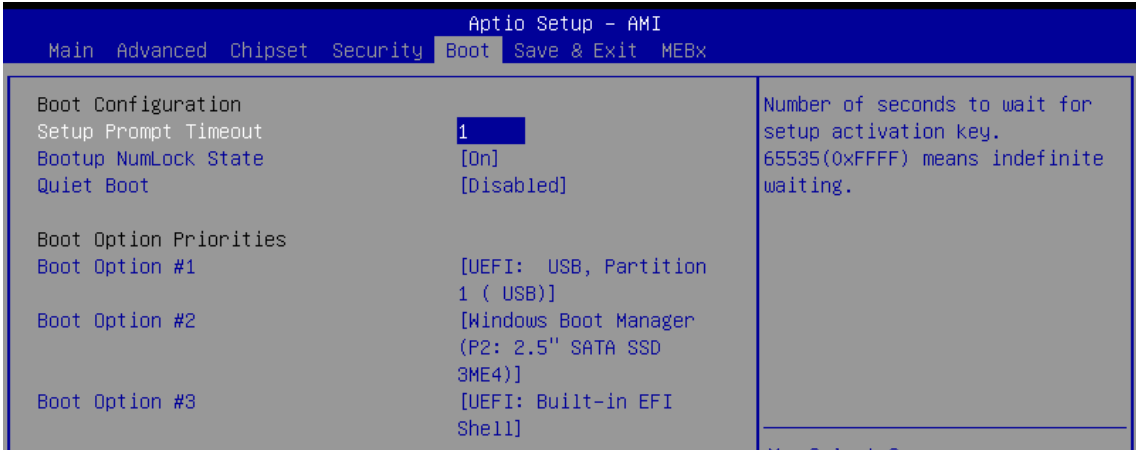 Aptio Setup – AMI
Main Advanced Chipset Security Boot Save & Exit MEBx
Boot Configuration
Setup Prompt Timeout 1
Bootup NumLock State [On]
Quiet Boot [Disabled]
Boot Option Priorities
Boot Option #1 [UEFI: USB, Partition
1 ( USB)]
Boot Option #2 [Windows Boot Manager
(P2: 2.5" SATA SSD
3ME4)]
Boot Option #3 [UEFI: Built-in EFI
Shell]
Number of seconds to wait for
setup activation key.
65535(0xFFFF) means indefinite
waiting.